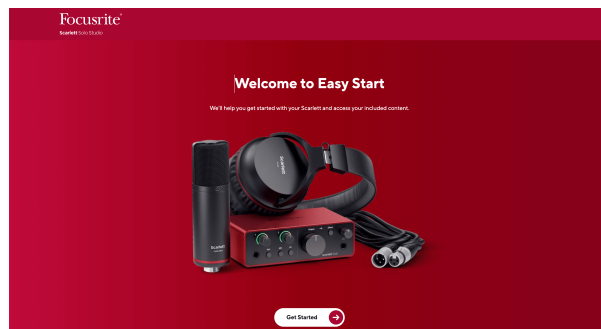 Focusrite®
Scarlett Solo Studio
Welcome to Easy Start
We'll help you get started with your Scarlett and access your included content.
Scarlett
Get Started